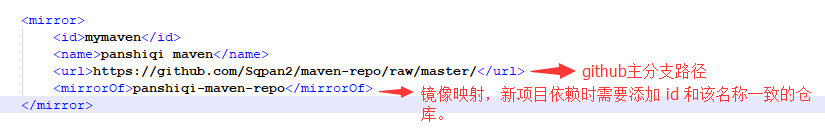 <mirror>
<id>mymaven</id>
<name>panshiqi maven</name>
<url>https://github.com/Sqpan2/maven-repo/raw/master/</url> github主分支路径
<mirrorOf>panshiqi-maven-repo</mirrorOf> 镜像映射，新项目依赖时需要添加 id 和该名称一致的仓
库。
</mirror>